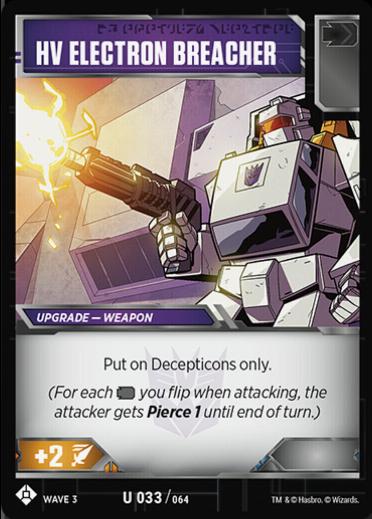 HV ELECTRON BREACHER
UPGRADE — WEAPON
Put on Decepticons only.
(For each you flip when attacking, the
attacker gets Pierce 1 until end of turn.)
+2
WAVE 3
U 033/064
TM & © Hasbro. © Wizards.